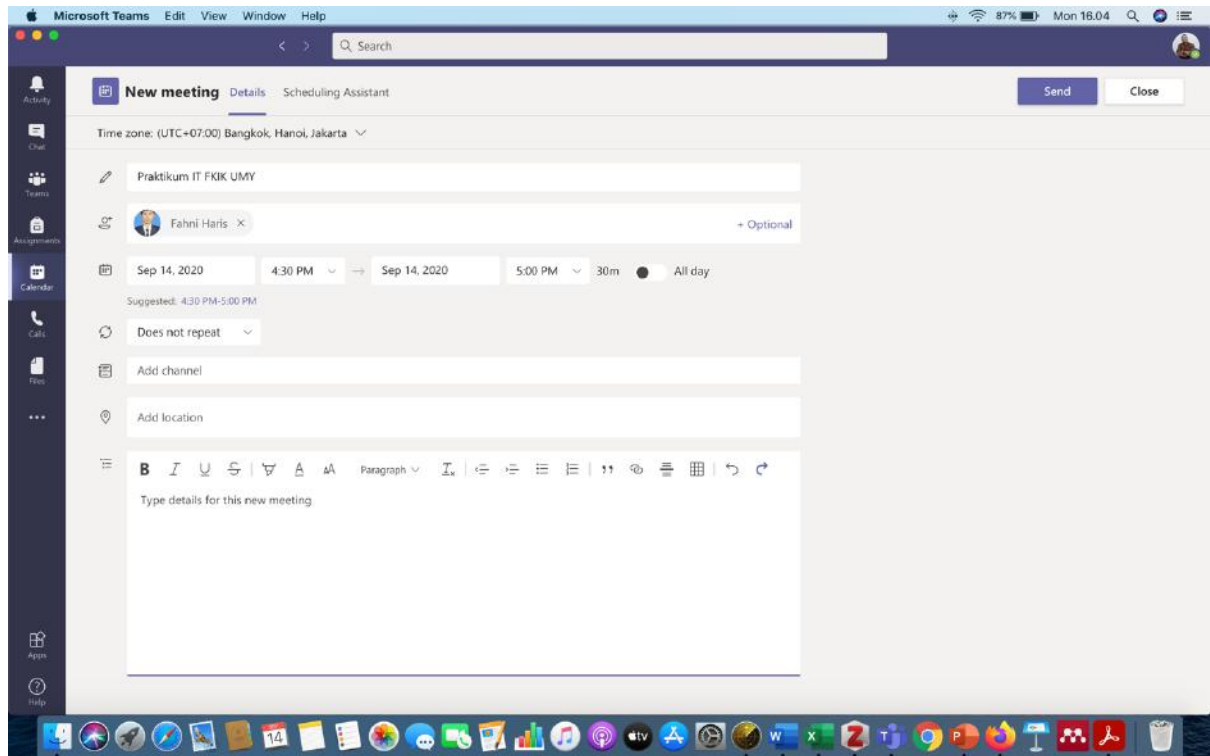 Microsoft Teams Edit View Window Help 87% Mon 16.04
Search
Activity
Chat
Teams
Assignments
Calendar
Calls
Files
Apps
Help
New meeting Details Scheduling Assistant Send Close
Time zone: (UTC+07:00) Bangkok, Hanoi, Jakarta
Praktikum IT FKIK UMY
Fahni Haris × + Optional
Sep 14, 2020 4:30 PM → Sep 14, 2020 5:00 PM 30m All day
Suggested: 4:30 PM-5:00 PM
Does not repeat
Add channel
Add location
B I U S A AA Paragraph Tx
Type details for this new meeting
14 tv W X Z T P